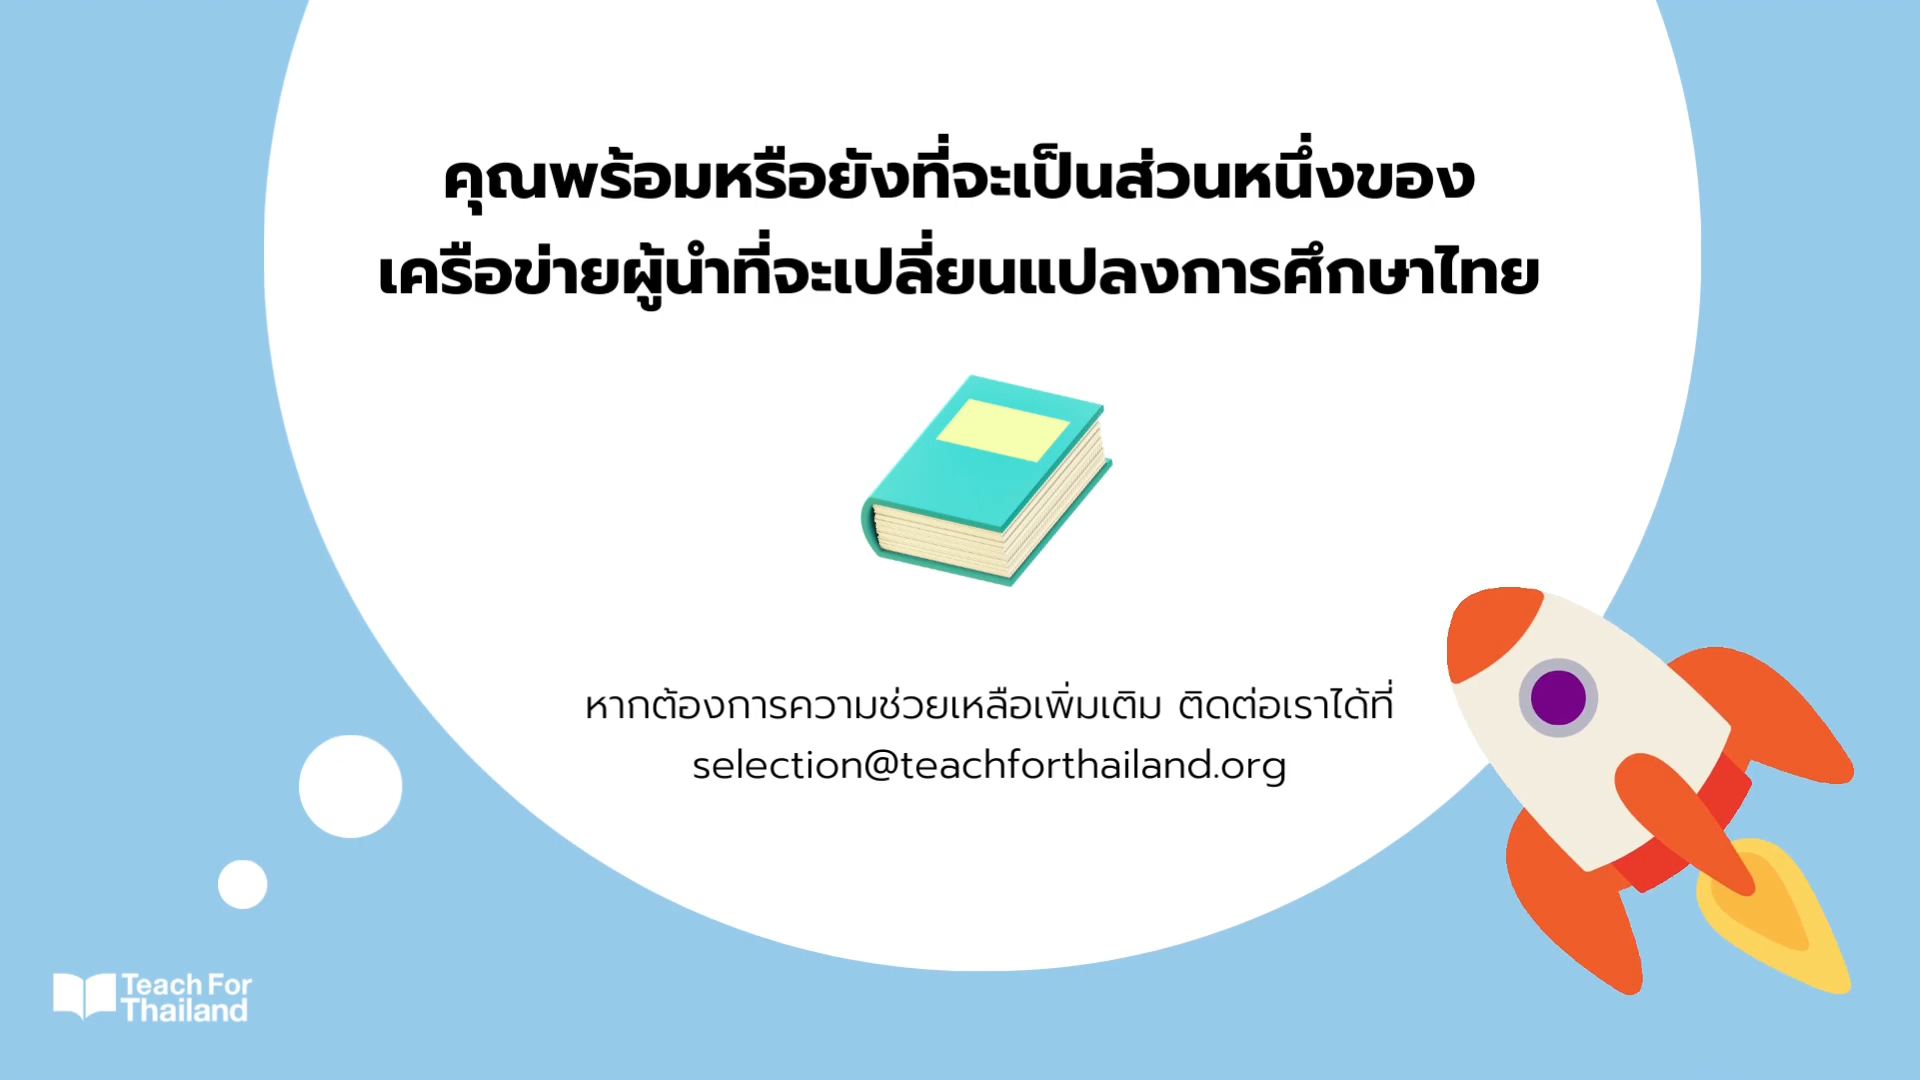 คุณพร้อมหรือยังที่จะเป็นส่วนหนึ่งของ
เครือข่ายผู้นำที่จะเปลี่ยนแปลงการศึกษาไทย
หากต้องการความช่วยเหลือเพิ่มเติม ติดต่อเราได้ที่
selection@teachforthailand.org
Teach For
Thailand